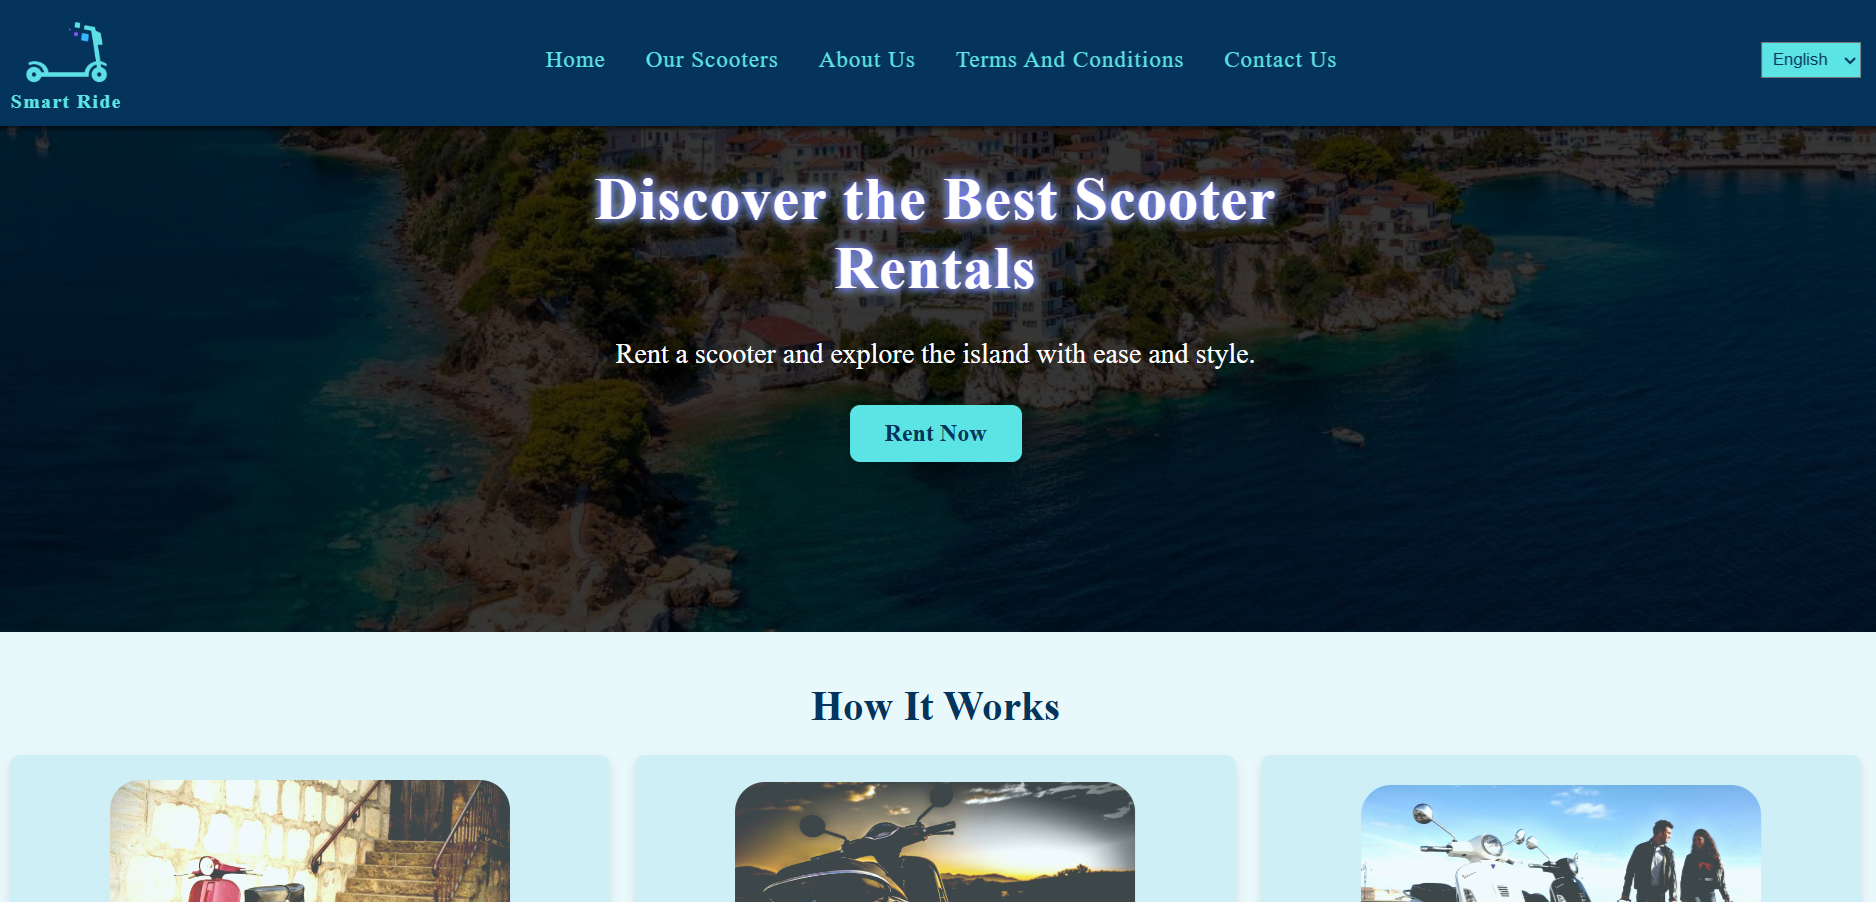 Smart Ride
Home
Our Scooters
About Us
Terms And Conditions
Contact Us
English
Discover the Best Scooter
Rentals
Rent a scooter and explore the island with ease and style.
Rent Now
How It Works